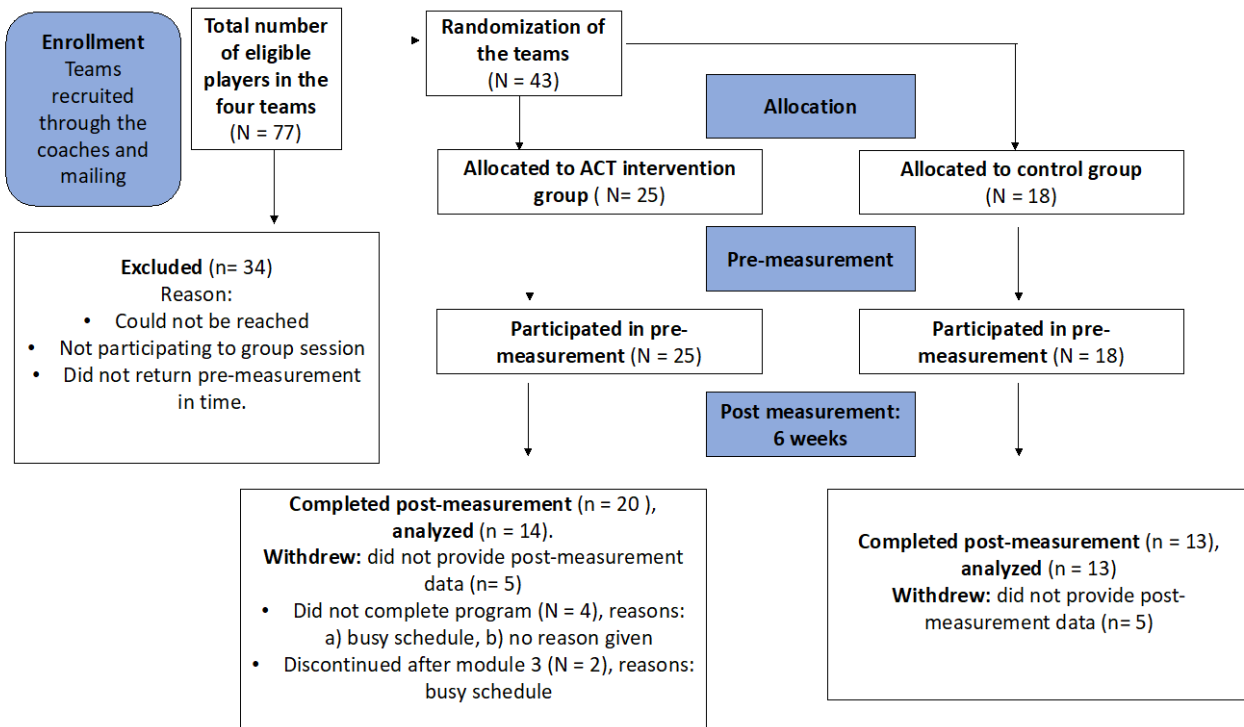 Enrollment
Teams
recruited
through the
coaches and
mailing
Total number
of eligible
players in the
four teams
(N = 77)
Randomization of
the teams
(N = 43)
Allocation
Allocated to ACT intervention
group ( N= 25)
Allocated to control group
(N = 18)
Excluded (n= 34)
Reason:
• Could not be reached
• Not participating to group session
• Did not return pre-measurement
in time.
Pre-measurement
Participated in pre-
measurement (N = 25)
Participated in pre-
measurement (N = 18)
Post measurement:
6 weeks
Completed post-measurement (n = 20 ),
analyzed (n = 14).
Withdrew: did not provide post-measurement
data (n= 5)
• Did not complete program (N = 4), reasons:
a) busy schedule, b) no reason given
• Discontinued after module 3 (N = 2), reasons:
busy schedule
Completed post-measurement (n = 13),
analyzed (n = 13)
Withdrew: did not provide post-
measurement data (n= 5)